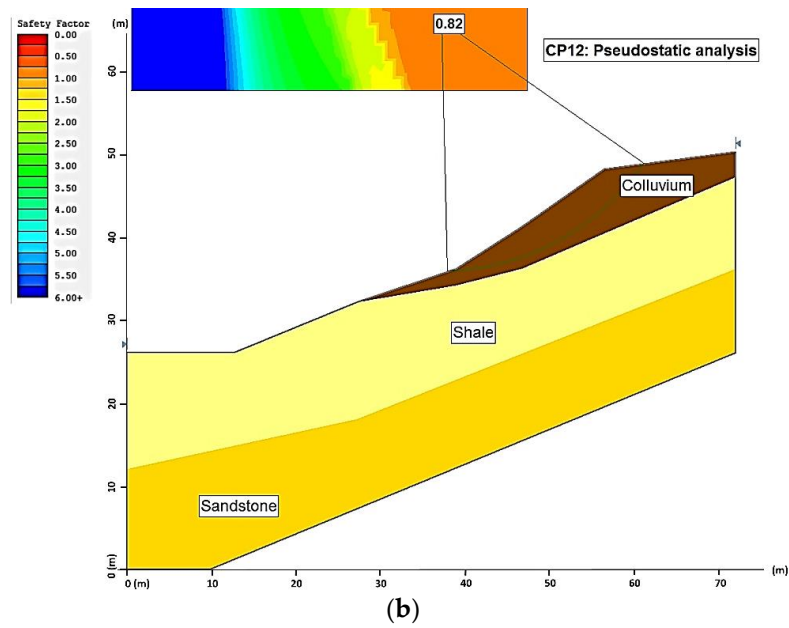 Safety Factor
0.00
0.50
1.00
1.50
2.00
2.50
3.00
3.50
4.00
4.50
5.00
5.50
6.00+
(m)
60
50
40
30
20
10
0 (m)
0.82
CP12: Pseudostatic analysis
Colluvium
Shale
Sandstone
0 (m)
10
20
30
40
50
60
70
(m)
(b)